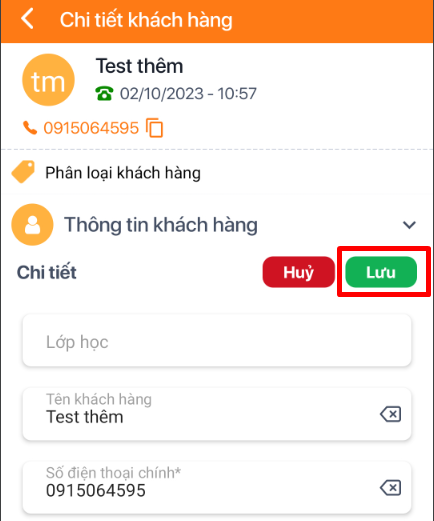 Chi tiết khách hàng
tm
Test thêm
02/10/2023 - 10:57
0915064595
Phân loại khách hàng
Thông tin khách hàng
Chi tiết
Huỷ
Lưu
Lớp học
Tên khách hàng
Test thêm
Số điện thoại chính*
0915064595